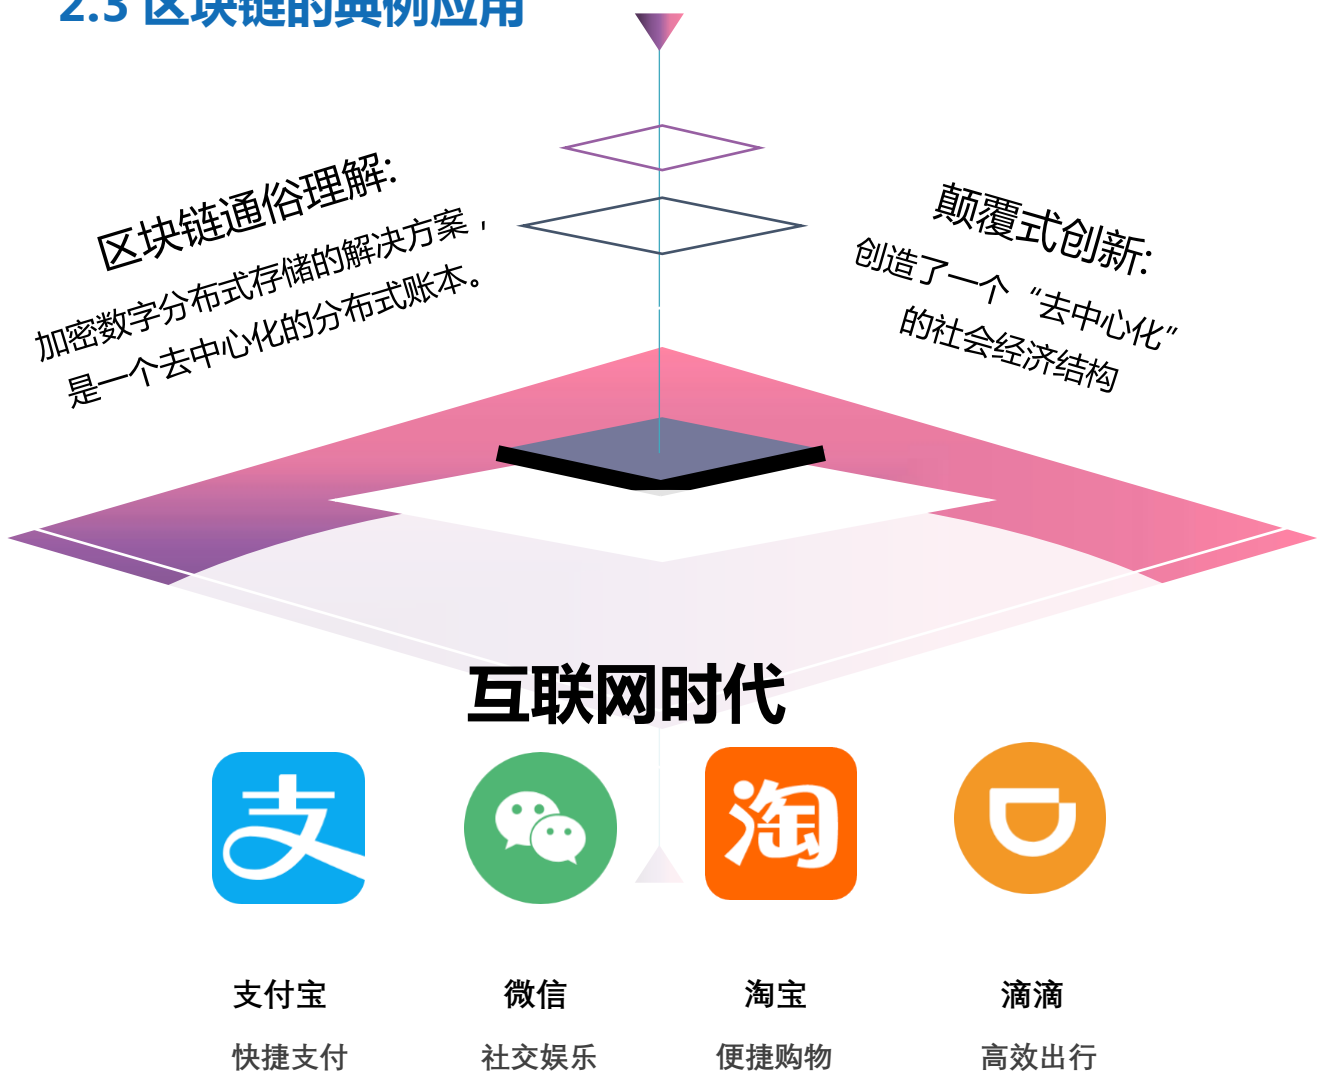 2.3 区块链的典例应用
区块链通俗理解:
加密数字分布式存储的解决方案，
是一个去中心化的分布式账本。
颠覆式创新:
创造了一个“去中心化”
的社会经济结构
互联网时代
支
淘
支付宝
微信
淘宝
滴滴
快捷支付
社交娱乐
便捷购物
高效出行